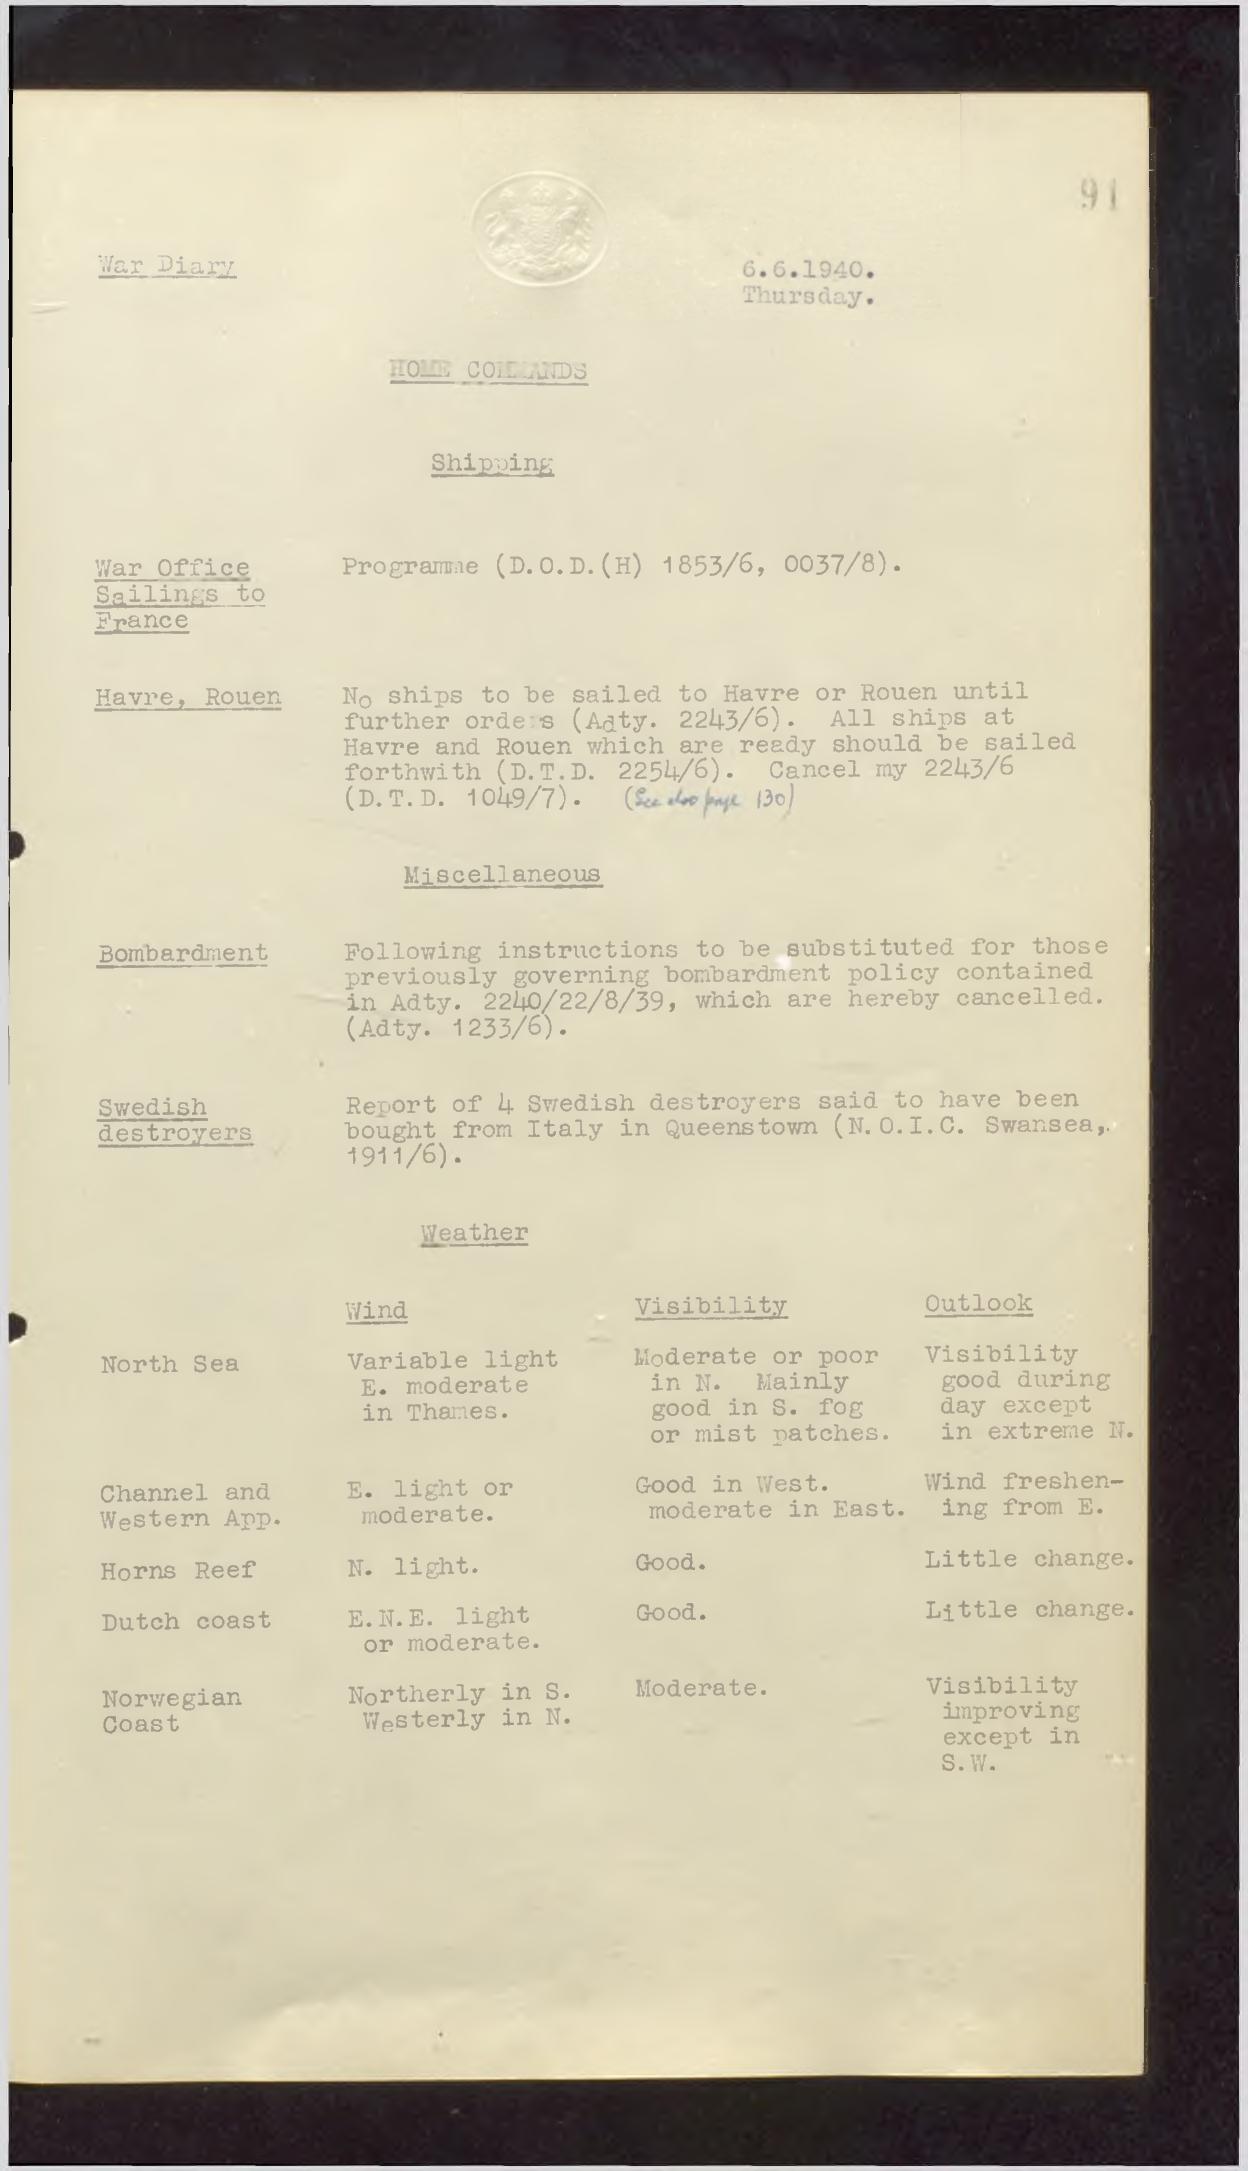 91
War Diary
6.6.1940.
Thursday.
HOME COMMANDS
Shipping
War Office
Sailings to
France
Programme (D.O.D.(H) 1853/6, 0037/8).
Havre, Rouen
No ships to be sailed to Havre or Rouen until
further orders (Adty. 2243/6). All ships at
Havre and Rouen which are ready should be sailed
forthwith (D.T.D. 2254/6). Cancel my 2243/6
(D.T.D. 1049/7). (See also page 130)
Miscellaneous
Bombardment
Following instructions to be substituted for those
previously governing bombardment policy contained
in Adty. 2240/22/8/39, which are hereby cancelled.
(Adty. 1233/6).
Swedish
destroyers
Report of 4 Swedish destroyers said to have been
bought from Italy in Queenstown (N.O.I.C. Swansea,
1911/6).
Weather
Wind Visibility Outlook
North Sea
Variable light
E. moderate
in Thames.
Moderate or poor
in N. Mainly
good in S. fog
or mist patches.
Visibility
good during
day except
in extreme N.
Channel and
Western App.
E. light or
moderate.
Good in West.
moderate in East.
Wind freshen-
ing from E.
Horns Reef
N. light.
Good.
Little change.
Dutch coast
E.N.E. light
or moderate.
Good.
Little change.
Norwegian
Coast
Northerly in S.
Westerly in N.
Moderate.
Visibility
improving
except in
S.W.